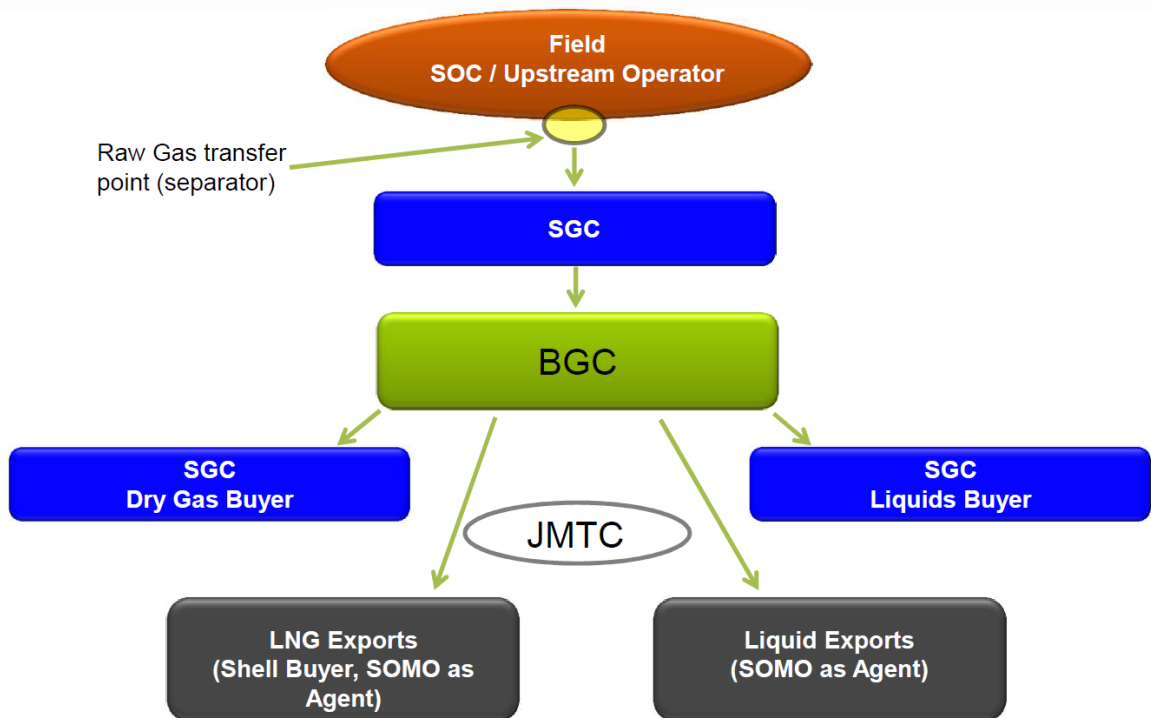 Field
SOC / Upstream Operator
Raw Gas transfer
point (separator)
SGC
BGC
SGC
Dry Gas Buyer
SGC
Liquids Buyer
JMTC
LNG Exports
(Shell Buyer, SOMO as
Agent)
Liquid Exports
(SOMO as Agent)